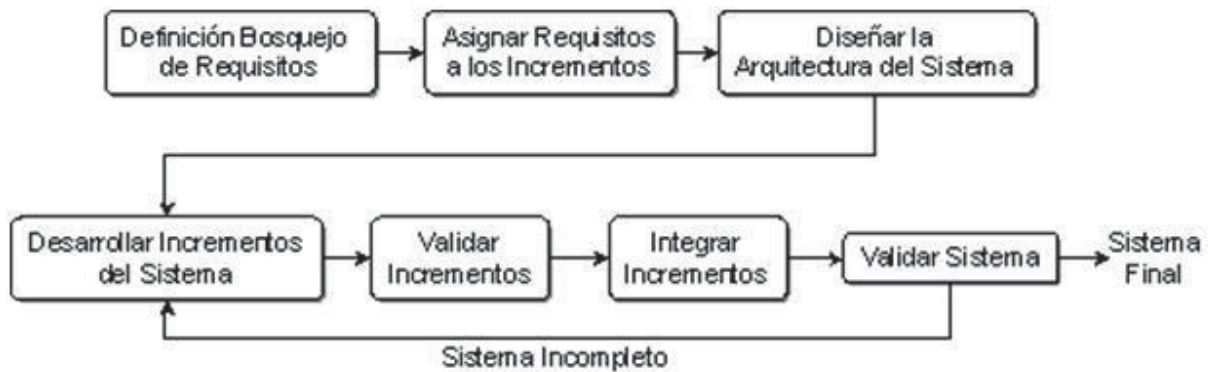 Definición Bosquejo
de Requisitos
Asignar Requisitos
a los Incrementos
Diseñar la
Arquitectura del Sistema
Desarrollar Incrementos
del Sistema
Validar
Incrementos
Integrar
Incrementos
Validar Sistema
Sistema
Final
Sistema Incompleto